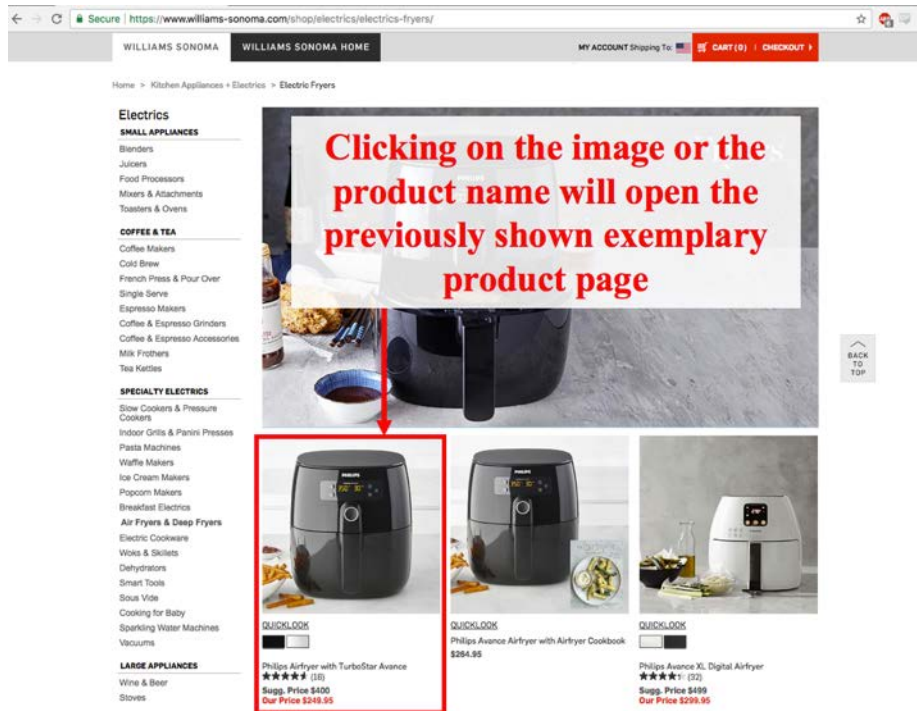 Secure | https://www.williams-sonoma.com/shop/electrics/electrics-fryers/
WILLIAMS SONOMA
WILLIAMS SONOMA HOME
MY ACCOUNT Shipping To:
CART (0) | CHECKOUT
Home > Kitchen Appliances + Electrics > Electric Fryers
Electrics
SMALL APPLIANCES
Blenders
Juicers
Food Processors
Mixers & Attachments
Toasters & Ovens
COFFEE & TEA
Coffee Makers
Cold Brew
French Press & Pour Over
Single Serve
Espresso Makers
Coffee & Espresso Grinders
Coffee & Espresso Accessories
Milk Frothers
Tea Kettles
SPECIALTY ELECTRICS
Slow Cookers & Pressure
Cookers
Indoor Grills & Panini Presses
Pasta Machines
Waffle Makers
Ice Cream Makers
Popcorn Makers
Breakfast Electrics
Air Fryers & Deep Fryers
Electric Cookware
Woks & Skillets
Dehydrators
Smart Tools
Sous Vide
Cooking for Baby
Sparkling Water Machines
Vacuums
LARGE APPLIANCES
Wine & Beer
Stoves
Clicking on the image or the
product name will open the
previously shown exemplary
product page
BACK
TO
TOP
PHILIPS
QUICKLOOK
Philips Airfryer with TurboStar Avance
(16)
Sugg. Price $400
Our Price $249.95
PHILIPS
QUICKLOOK
Philips Avance Airfryer with Airfryer Cookbook
$264.95
QUICKLOOK
Philips Avance XL Digital Airfryer
(32)
Sugg. Price $499
Our Price $299.95